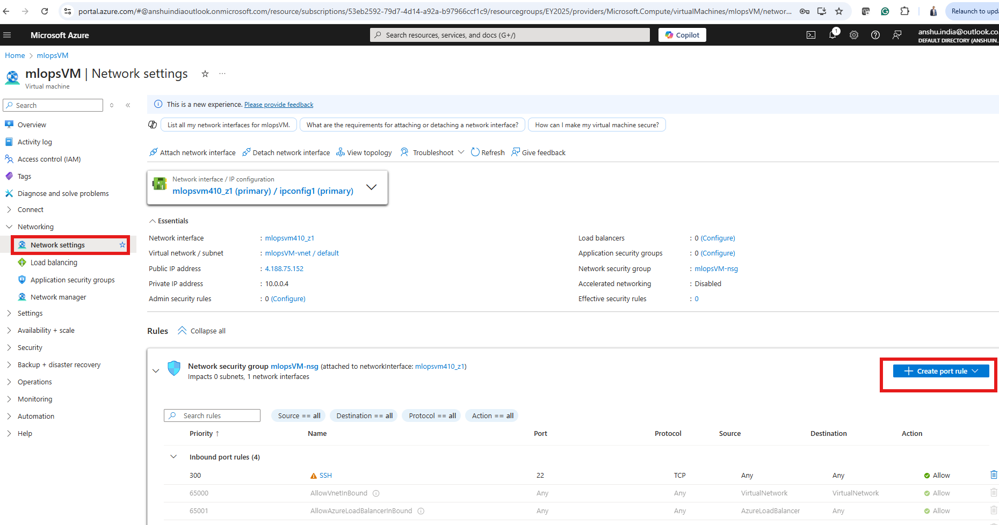 portal.azure.com/#@anshuindiaoutlook.onmicrosoft.com/resource/subscriptions/53eb2592-79d7-4d14-a92a-b97966ccf1c9/resourcegroups/EY2025/providers/Microsoft.Compute/virtualMachines/mlopsVM/networ...
Relaunch to upda
Microsoft Azure
Search resources, services, and docs (G+/)
Copilot
1
anshu.india@outlook.co...
DEFAULT DIRECTORY (ANSHUIN...
Home > mlopsVM
mlopsVM | Network settings
Virtual machine
Search
This is a new experience. Please provide feedback
List all my network interfaces for mlopsVM.
What are the requirements for attaching or detaching a network interface?
How can I make my virtual machine secure?
Overview
Activity log
Access control (IAM)
Tags
Diagnose and solve problems
Connect
Networking
Network settings
Load balancing
Application security groups
Network manager
Settings
Availability + scale
Security
Backup + disaster recovery
Operations
Monitoring
Automation
Help
Attach network interface
Detach network interface
View topology
Troubleshoot
Refresh
Give feedback
Network interface / IP configuration
mlopsvm410_z1 (primary) / ipconfig1 (primary)
Essentials
Network interface : mlopsvm410_z1
Virtual network / subnet : mlopsVM-vnet / default
Public IP address : 4.188.75.152
Private IP address : 10.0.0.4
Admin security rules : 0 (Configure)
Load balancers : 0 (Configure)
Application security groups : 0 (Configure)
Network security group : mlopsVM-nsg
Accelerated networking : Disabled
Effective security rules : 0
Rules
Collapse all
Network security group mlopsVM-nsg (attached to networkInterface: mlopsvm410_z1)
Impacts 0 subnets, 1 network interfaces
Create port rule
Search rules
Source == all
Destination == all
Protocol == all
Action == all
Priority ↑ Name Port Protocol Source Destination Action
Inbound port rules (4)
300 SSH 22 TCP Any Any Allow
65000 AllowVnetInBound Any Any VirtualNetwork VirtualNetwork Allow
65001 AllowAzureLoadBalancerInBound Any Any AzureLoadBalancer Any Allow